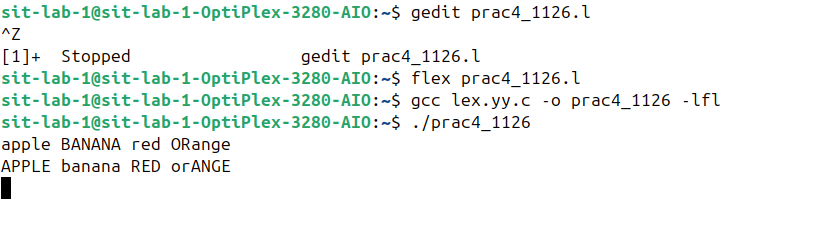 sit-lab-1@sit-lab-1-OptiPlex-3280-AIO:~$ gedit prac4_1126.l
^Z
[1]+  Stopped                 gedit prac4_1126.l
sit-lab-1@sit-lab-1-OptiPlex-3280-AIO:~$ flex prac4_1126.l
sit-lab-1@sit-lab-1-OptiPlex-3280-AIO:~$ gcc lex.yy.c -o prac4_1126 -lfl
sit-lab-1@sit-lab-1-OptiPlex-3280-AIO:~$ ./prac4_1126
apple BANANA red ORange
APPLE banana RED orANGE